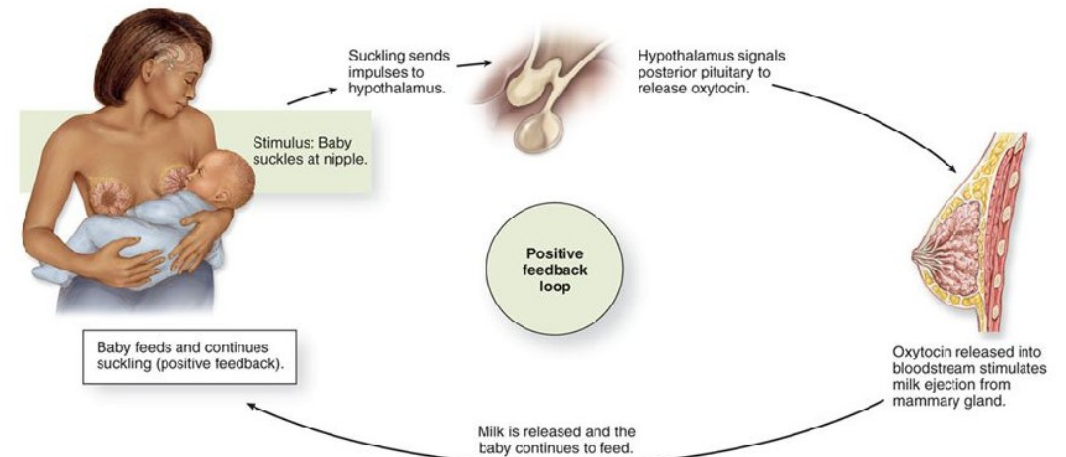 Stimulus: Baby
suckles at nipple.
Suckling sends
impulses to
hypothalamus.
Hypothalamus signals
posterior pituitary to
release oxytocin.
Oxytocin released into
bloodstream stimulates
milk ejection from
mammary gland.
Milk is released and the
baby continues to feed.
Baby feeds and continues
suckling (positive feedback).
Positive
feedback
loop